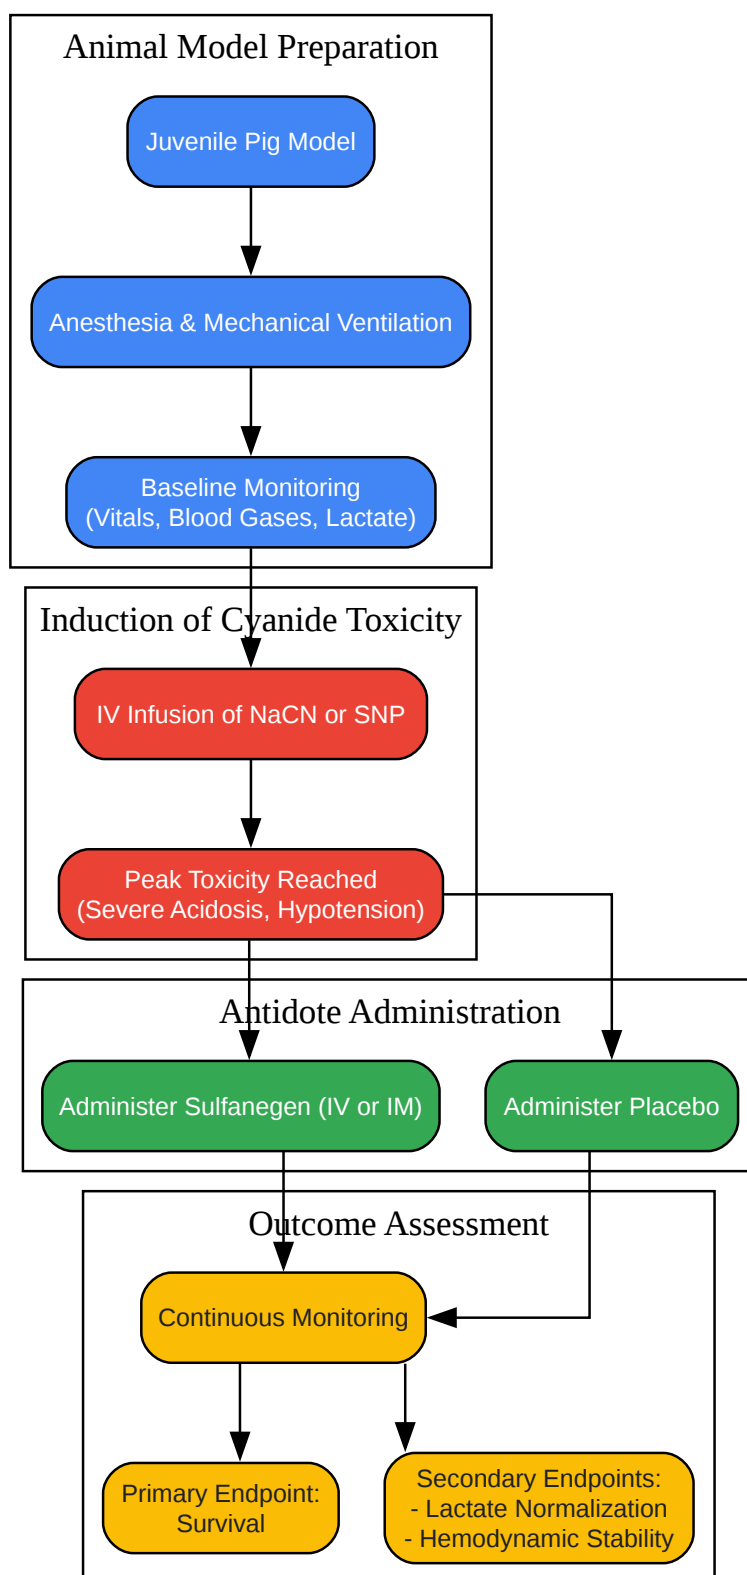 Animal Model Preparation
Juvenile Pig Model
Anesthesia & Mechanical Ventilation
Baseline Monitoring
(Vitals, Blood Gases, Lactate)
Induction of Cyanide Toxicity
IV Infusion of NaCN or SNP
Peak Toxicity Reached
(Severe Acidosis, Hypotension)
Antidote Administration
Administer Sulfanegen (IV or IM)
Administer Placebo
Outcome Assessment
Continuous Monitoring
Primary Endpoint:
Survival
Secondary Endpoints:
- Lactate Normalization
- Hemodynamic Stability